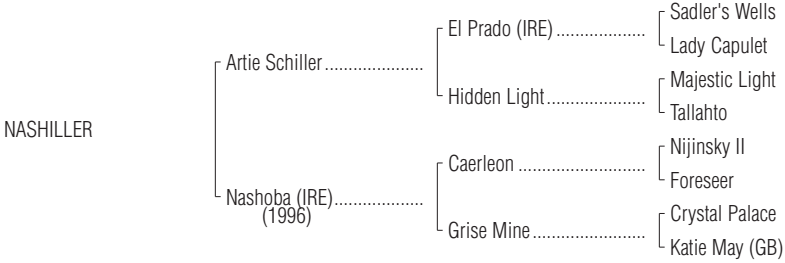 Sadler's Wells
El Prado (IRE) ....................
Lady Capulet
Artie Schiller ......................
Majestic Light
Hidden Light ......................
Tallahto
NASHILLER
Nijinsky II
Caerleon ............................
Foreseer
Nashoba (IRE) ....................
(1996)
Crystal Palace
Grise Mine .........................
Katie May (GB)